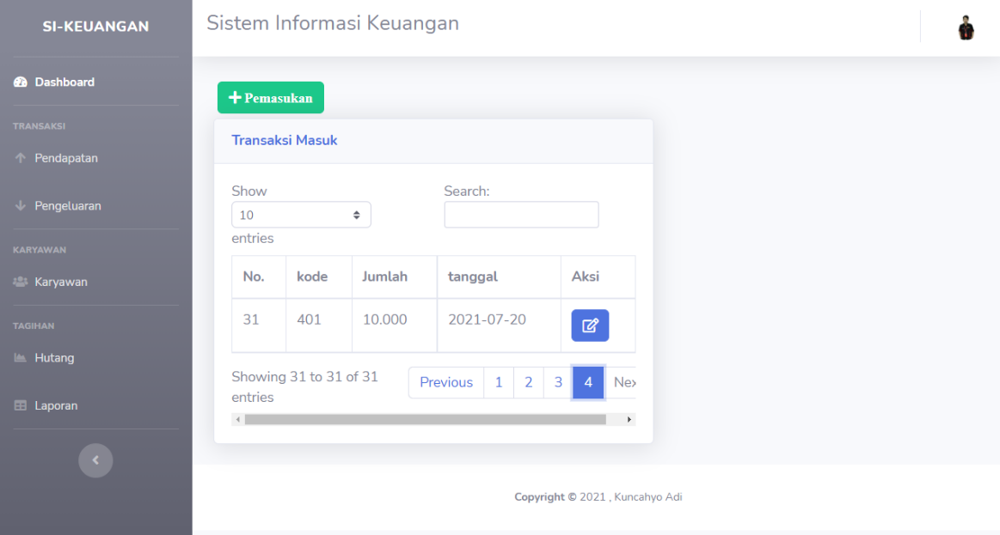 SI-KEUANGAN
Sistem Informasi Keuangan
Dashboard
TRANSAKSI
Pendapatan
Pengeluaran
KARYAWAN
Karyawan
TAGIHAN
Hutang
Laporan
Pemasukan
Transaksi Masuk
Show
10
entries
Search:
No. kode Jumlah tanggal Aksi
31 401 10.000 2021-07-20
Showing 31 to 31 of 31
entries
Previous 1 2 3 4 Nex
Copyright © 2021 , Kuncahyo Adi